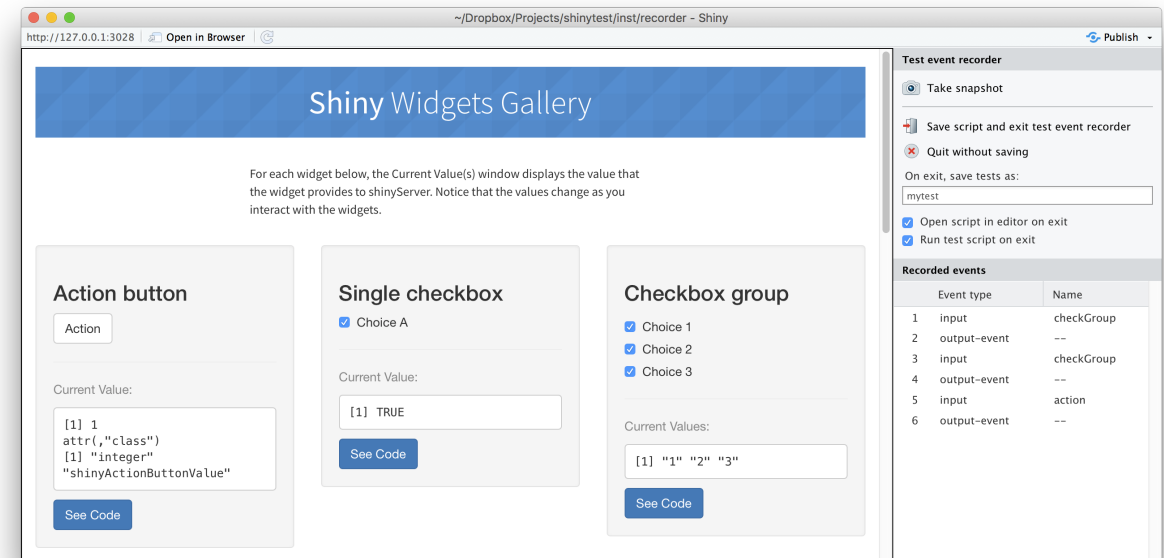 ~/Dropbox/Projects/shinytest/inst/recorder - Shiny
http://127.0.0.1:3028 Open in Browser Publish
Shiny Widgets Gallery
For each widget below, the Current Value(s) window displays the value that
the widget provides to shinyServer. Notice that the values change as you
interact with the widgets.
Action button
Action
Current Value:
[1] 1
attr(,"class")
[1] "integer"
"shinyActionButtonValue"
See Code
Single checkbox
Choice A
Current Value:
[1] TRUE
See Code
Checkbox group
Choice 1
Choice 2
Choice 3
Current Values:
[1] "1" "2" "3"
See Code
Test event recorder
Take snapshot
Save script and exit test event recorder
Quit without saving
On exit, save tests as:
mytest
Open script in editor on exit
Run test script on exit
Recorded events
Event type Name
1 input checkGroup
2 output-event --
3 input checkGroup
4 output-event --
5 input action
6 output-event --